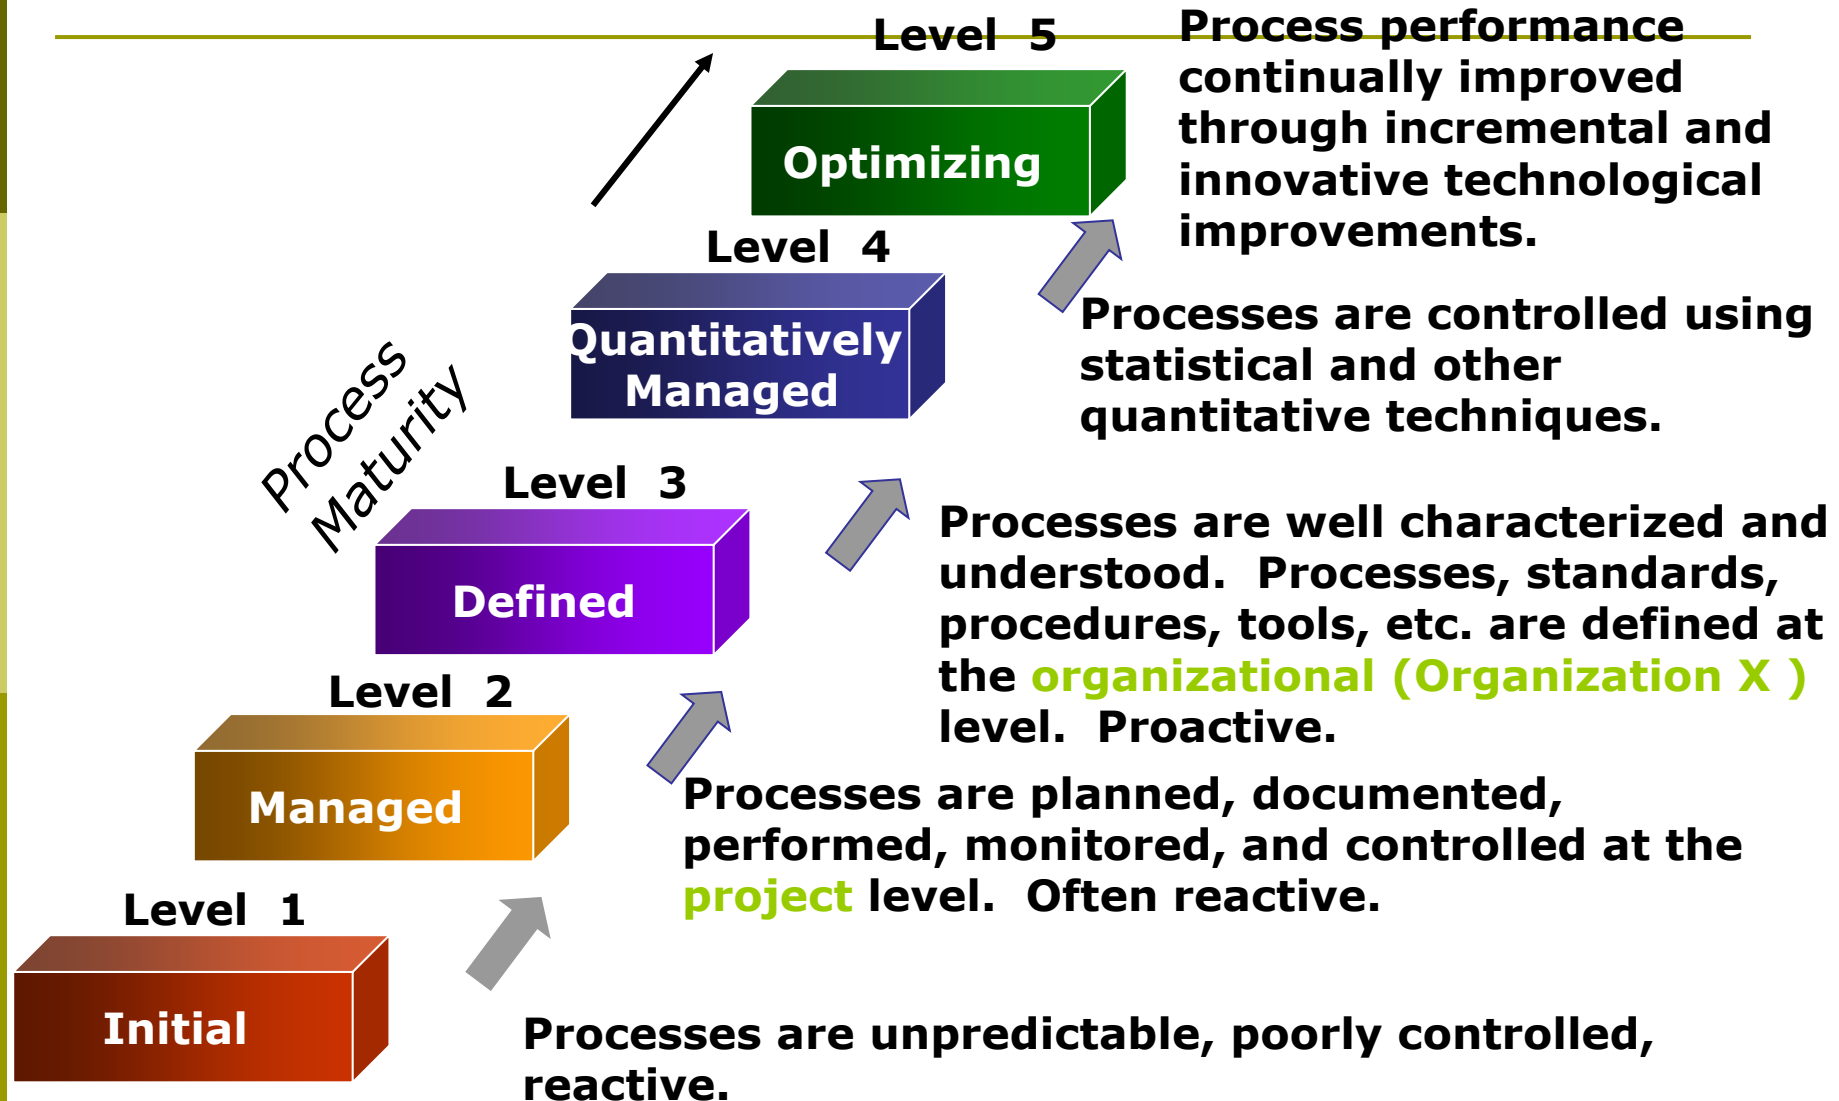 Level 5
Optimizing
Process performance
continually improved
through incremental and
innovative technological
improvements.
Level 4
Quantitatively
Managed
Processes are controlled using
statistical and other
quantitative techniques.
Process
Maturity
Level 3
Defined
Processes are well characterized and
understood. Processes, standards,
procedures, tools, etc. are defined at
the organizational (Organization X )
level. Proactive.
Level 2
Managed
Processes are planned, documented,
performed, monitored, and controlled at the
project level. Often reactive.
Level 1
Initial
Processes are unpredictable, poorly controlled,
reactive.